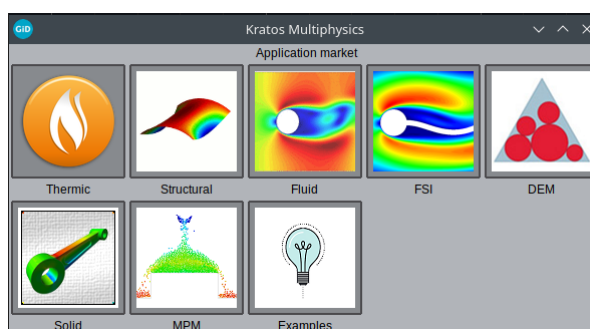 GiD Kratos Multiphysics
Application market
Thermic Structural Fluid FSI DEM
Solid MPM Examples